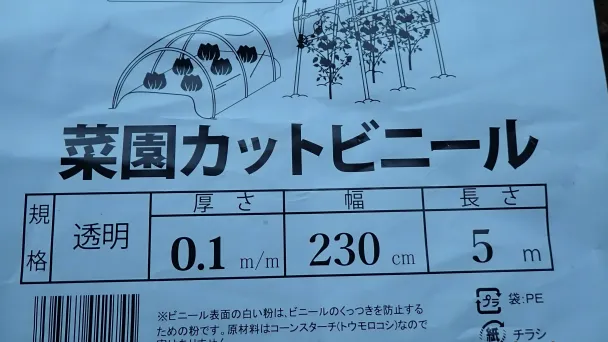 菜園カットビニール
規格 透明 厚さ 幅 長さ
0.1 m/m 230 cm 5 m
※ビニール表面の白い粉は、ビニールのくっつきを防止する
ための粉です。原材料はコーンスターチ(トウモロコシ)なので
プラ 袋:PE
紙 チラシ